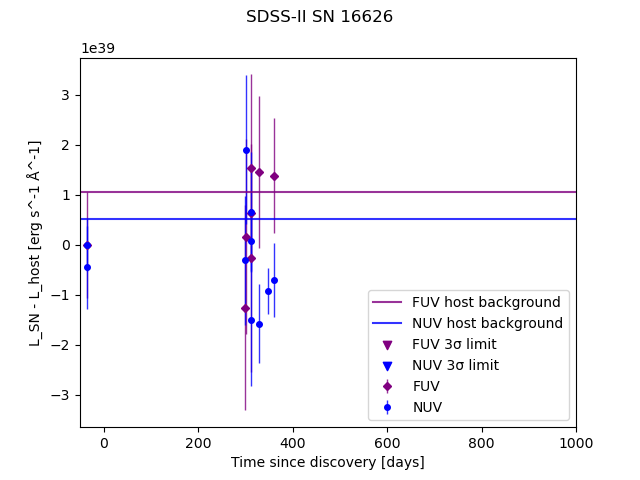 SDSS-II SN 16626
1e39
L_SN - L_host [erg s^-1 Å^-1]
3
2
1
0
−1
−2
−3
FUV host background
NUV host background
FUV 3σ limit
NUV 3σ limit
FUV
NUV
0 200 400 600 800 1000
Time since discovery [days]